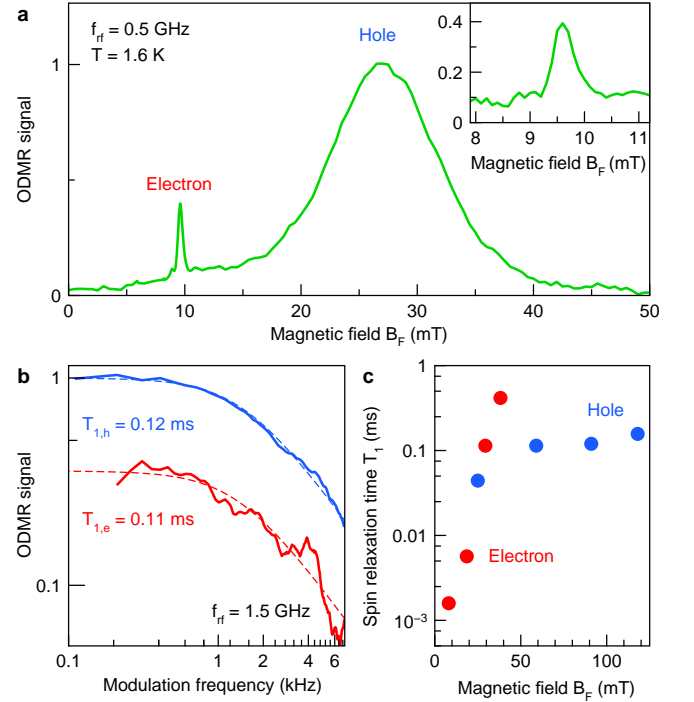 a
f_rf = 0.5 GHz
T = 1.6 K
Hole
Electron
ODMR signal
1
0
0 10 20 30 40 50
Magnetic field B_F (mT)
0.4
0.2
0
8 9 10 11
Magnetic field B_F (mT)
b
1
0.1
T_1,h = 0.12 ms
T_1,e = 0.11 ms
f_rf = 1.5 GHz
ODMR signal
0.1 1 2 4 6
Modulation frequency (kHz)
c
1
0.1
0.01
10⁻³
Hole
Electron
Spin relaxation time T_1 (ms)
0 50 100
Magnetic field B_F (mT)